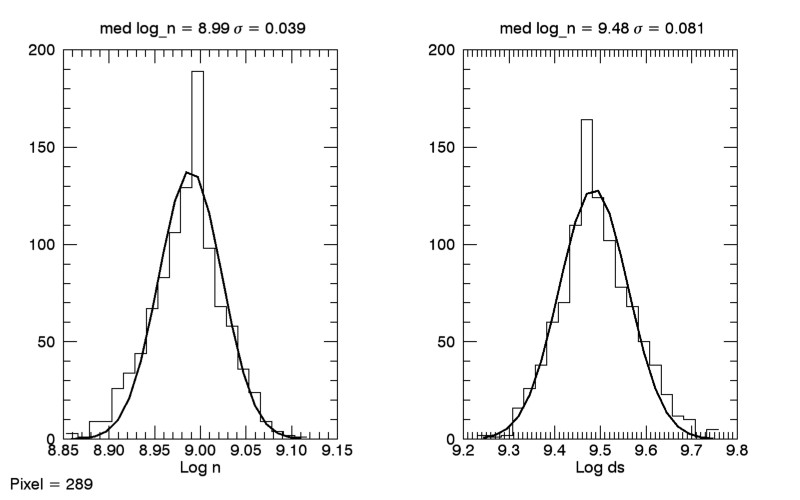 med log_n = 8.99 σ = 0.039
200
150
100
50
0
8.85 8.90 8.95 9.00 9.05 9.10 9.15
Log n
med log_n = 9.48 σ = 0.081
200
150
100
50
0
9.2 9.3 9.4 9.5 9.6 9.7 9.8
Log ds
Pixel = 289